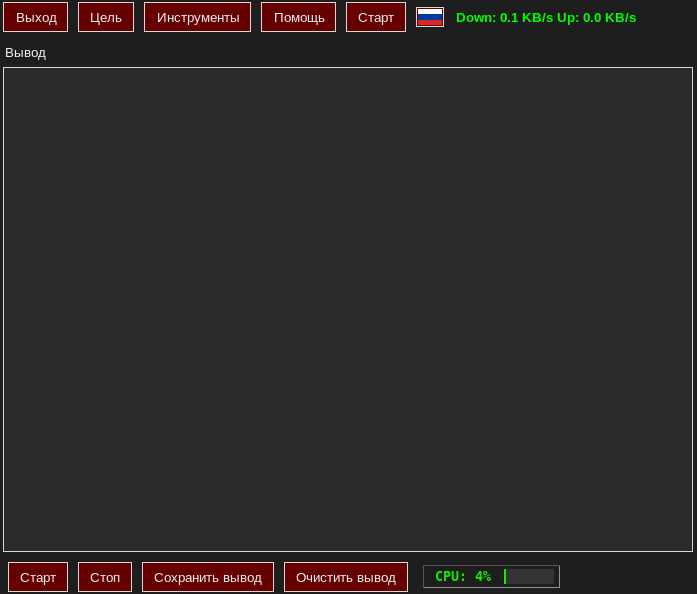 Выход Цель Инструменты Помощь Старт Down: 0.1 KB/s Up: 0.0 KB/s
Вывод
Старт Стоп Сохранить вывод Очистить вывод CPU: 4%